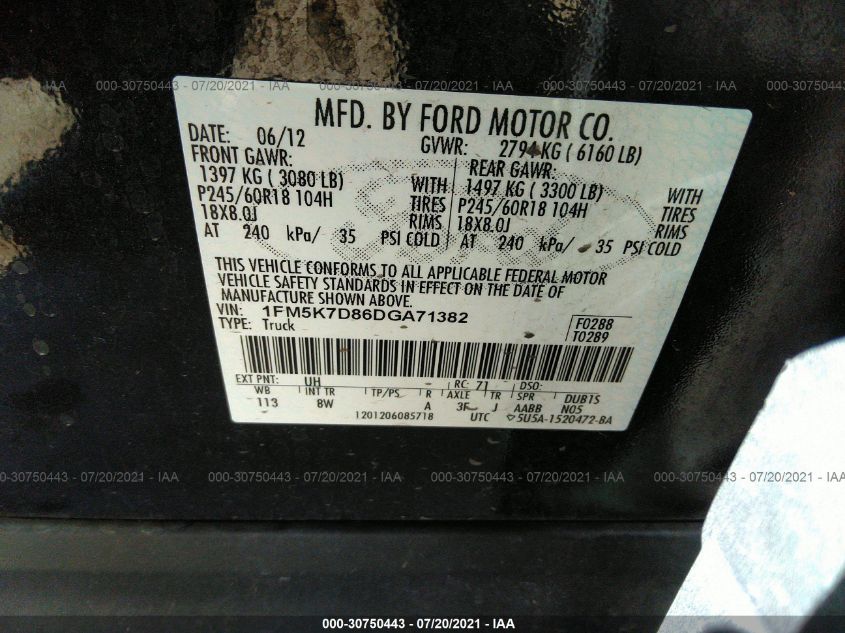 000-30750443 - 07/20/2021 - IAA
MFD. BY FORD MOTOR CO.
DATE: 06/12 GVWR: 2794 KG ( 6160 LB)
FRONT GAWR: REAR GAWR:
1397 KG ( 3080 LB) WITH 1497 KG ( 3300 LB) WITH
P245/60R18 104H TIRES P245/60R18 104H TIRES
18X8.0J RIMS 18X8.0J RIMS
AT 240 kPa/ 35 PSI COLD AT 240 kPa/ 35 PSI COLD
THIS VEHICLE CONFORMS TO ALL APPLICABLE FEDERAL MOTOR
VEHICLE SAFETY STANDARDS IN EFFECT ON THE DATE OF
MANUFACTURE SHOWN ABOVE.
VIN: 1FM5K7D86DGA71382
TYPE: Truck
F0288
T0289
EXT PNT: UH RC: 71 DSO:
WB INT TR TP/PS R AXLE TR SPR DUBTS
113 8W A 3F J AABB N05
1201206085718 UTC 5U5A-1520472-BA
000-30750443 - 07/20/2021 - IAA
000-30750443 - 07/20/2021 - IAA